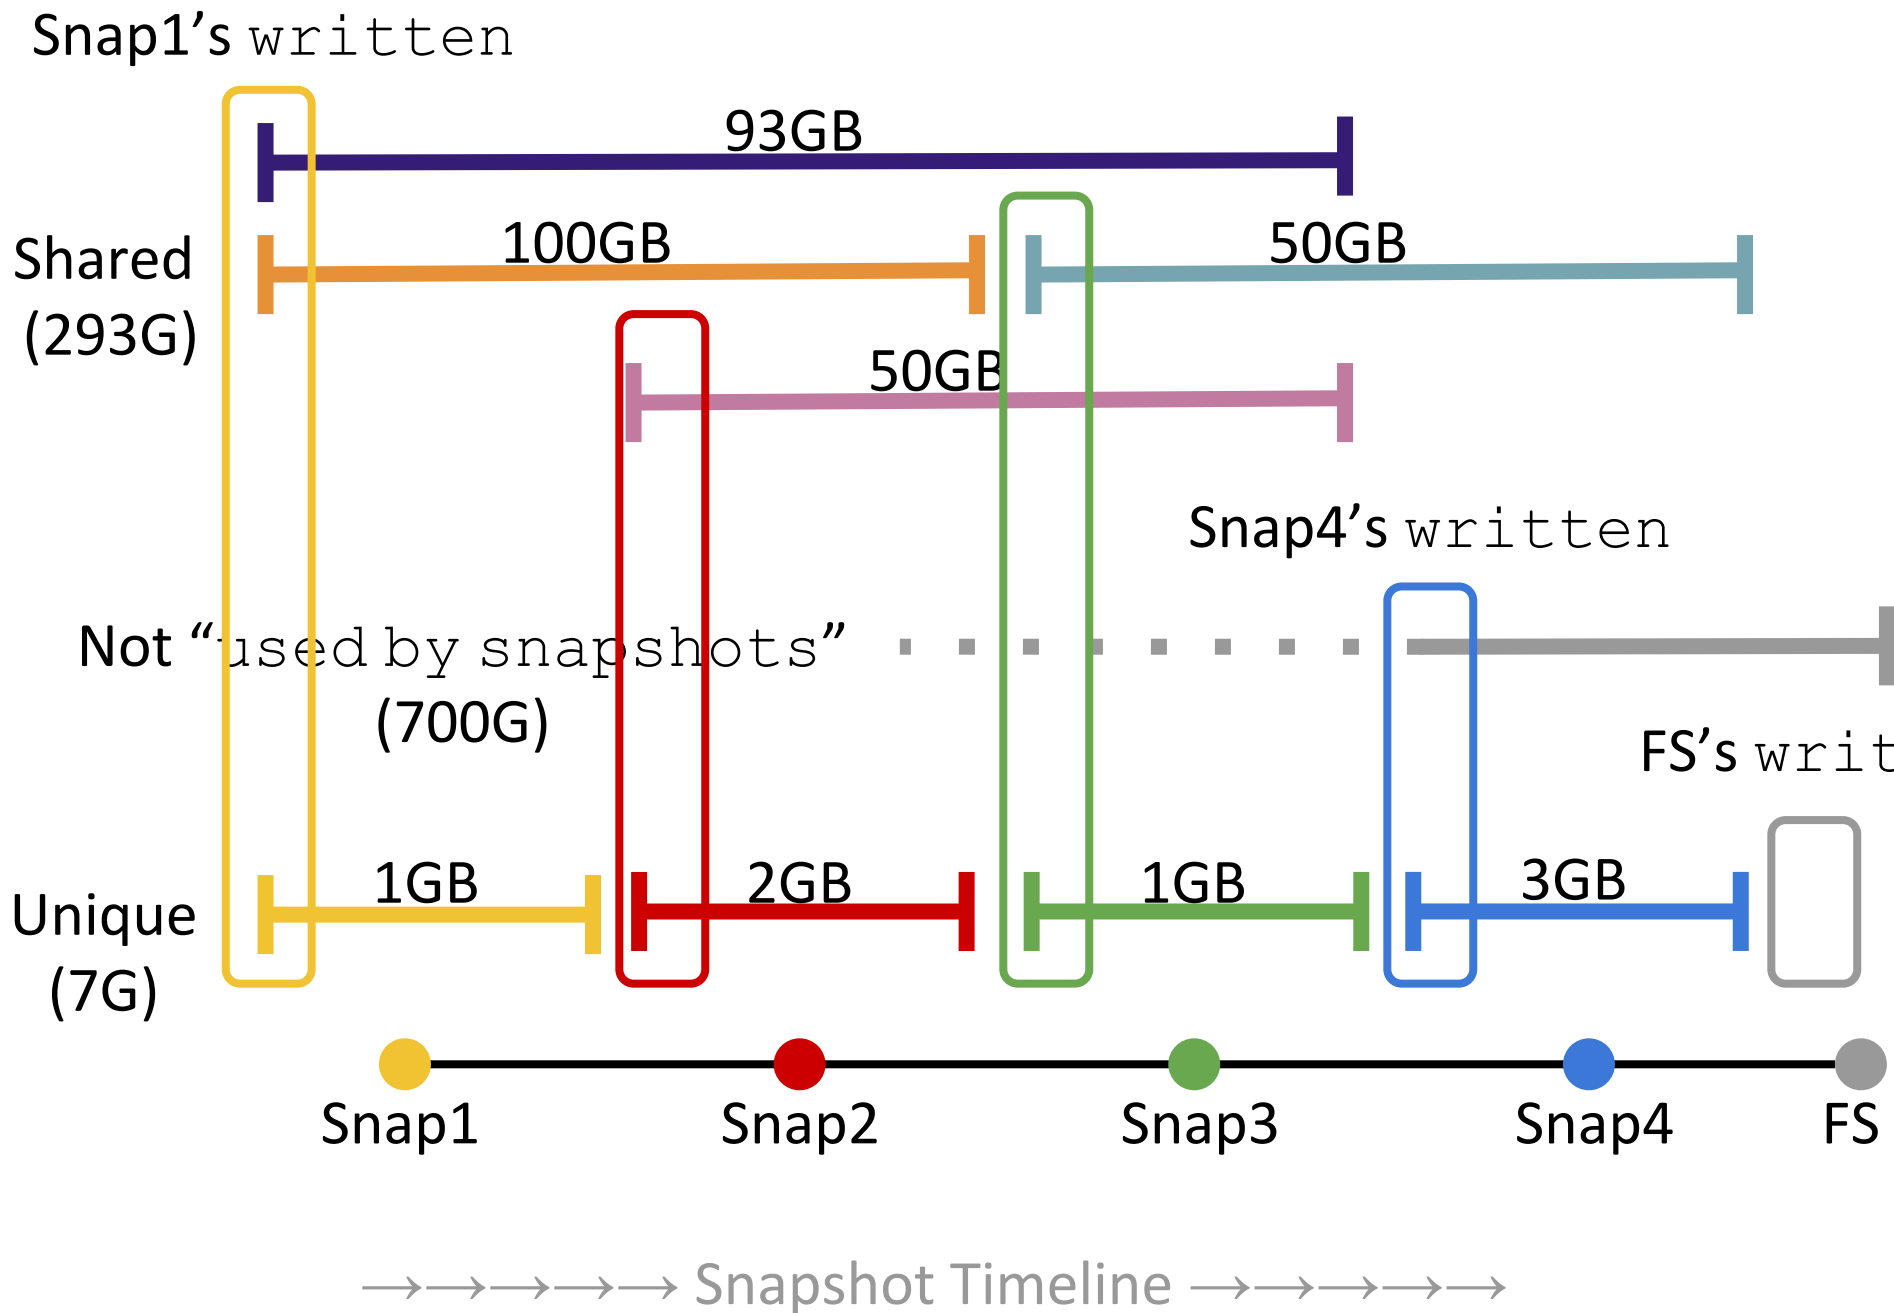 Snap1’s written
93GB
Shared
(293G)
100GB
50GB
50GB
Snap4’s written
Not “used by snapshots”
(700G)
FS’s writ
Unique
(7G)
1GB
2GB
1GB
3GB
Snap1
Snap2
Snap3
Snap4
FS
→→→→→ Snapshot Timeline →→→→→